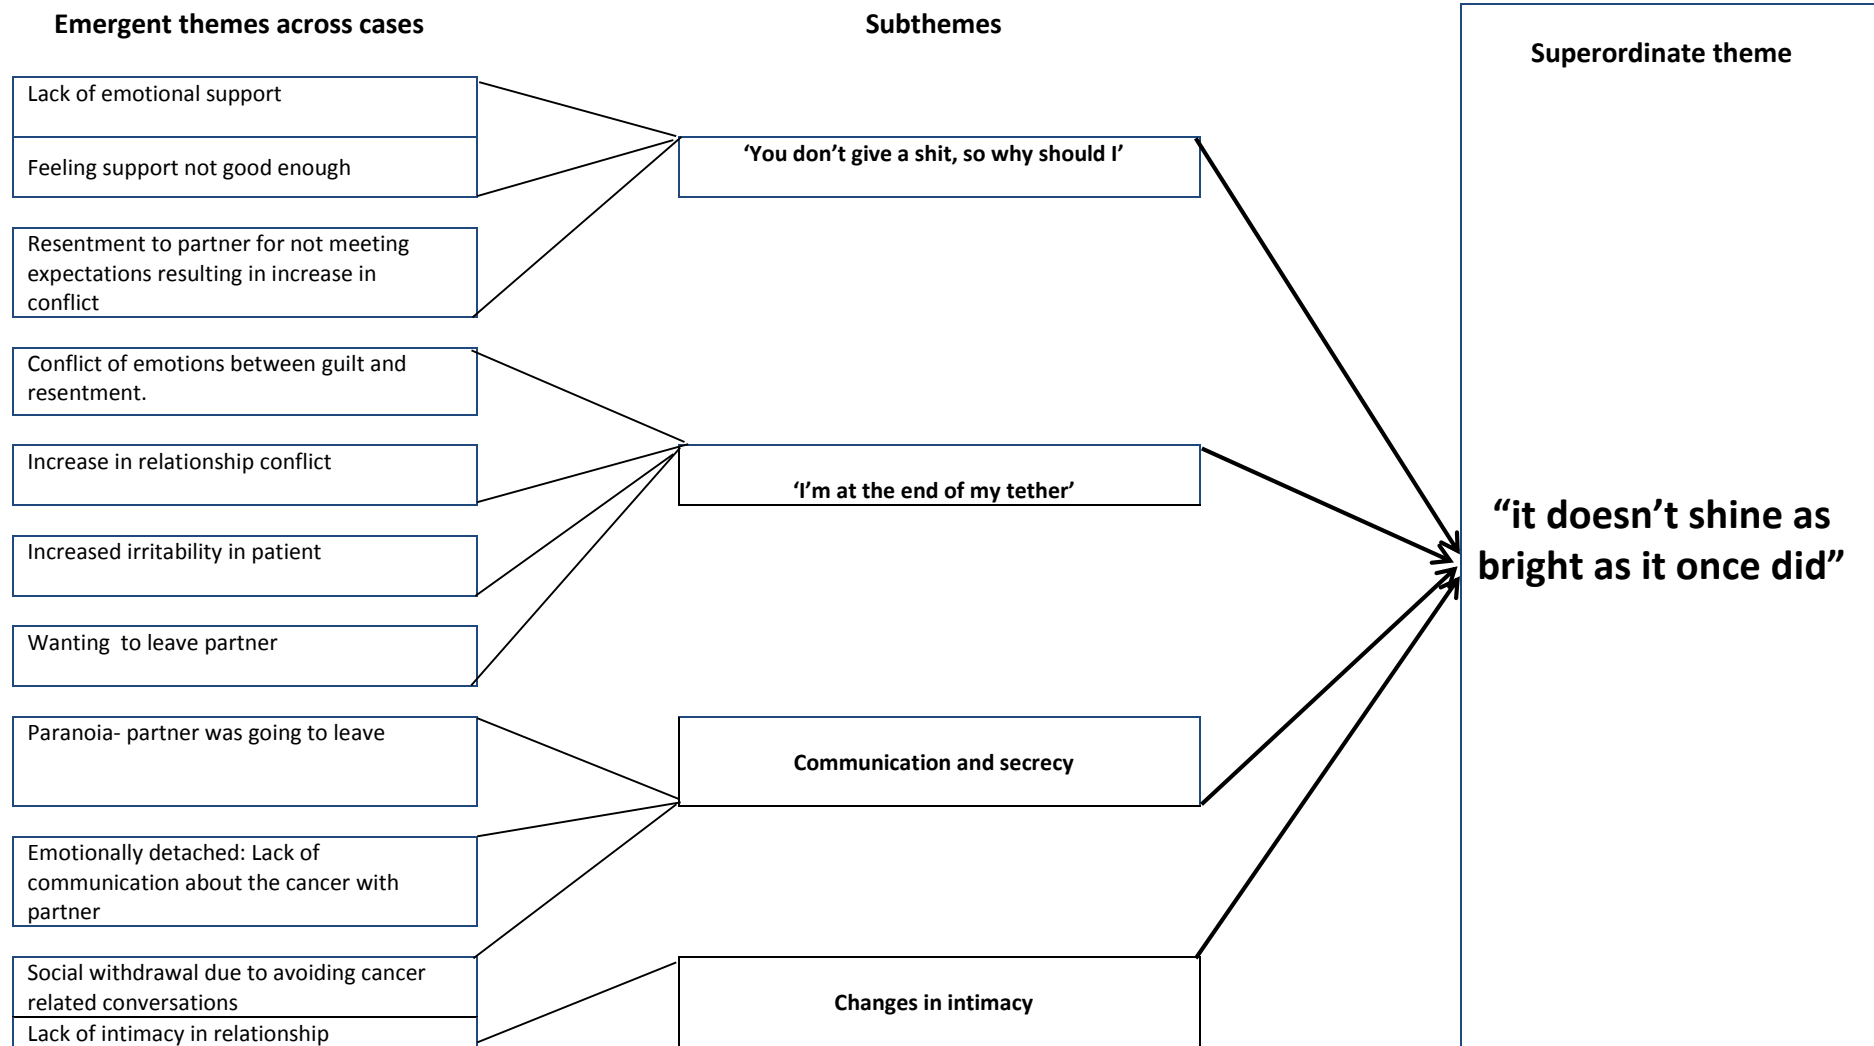 Emergent themes across cases
Subthemes
Superordinate theme
Lack of emotional support
Feeling support not good enough
Resentment to partner for not meeting
expectations resulting in increase in
conflict
Conflict of emotions between guilt and
resentment.
Increase in relationship conflict
Increased irritability in patient
Wanting  to leave partner
Paranoia- partner was going to leave
Emotionally detached: Lack of
communication about the cancer with
partner
Social withdrawal due to avoiding cancer
related conversations
Lack of intimacy in relationship
‘You don’t give a shit, so why should I’
‘I’m at the end of my tether’
Communication and secrecy
Changes in intimacy
“it doesn’t shine as
bright as it once did”